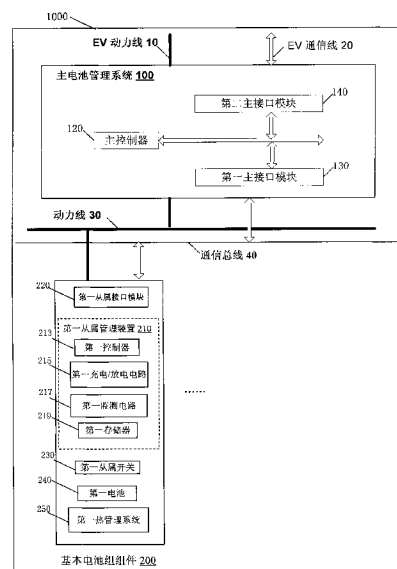 1000
EV 动力线 10
EV 通信线 20
主电池管理系统 100
140
第二主接口模块
120
主控制器
130
第一主接口模块
动力线 30
通信总线 40
220
第一从属接口模块
第一从属管理装置 210
213
第一控制器
215
第一充电/放电电路
217
第一监测电路
219
第一存储器
......
230
第一从属开关
240
第一电池
250
第一热管理系统
基本电池组组件 200